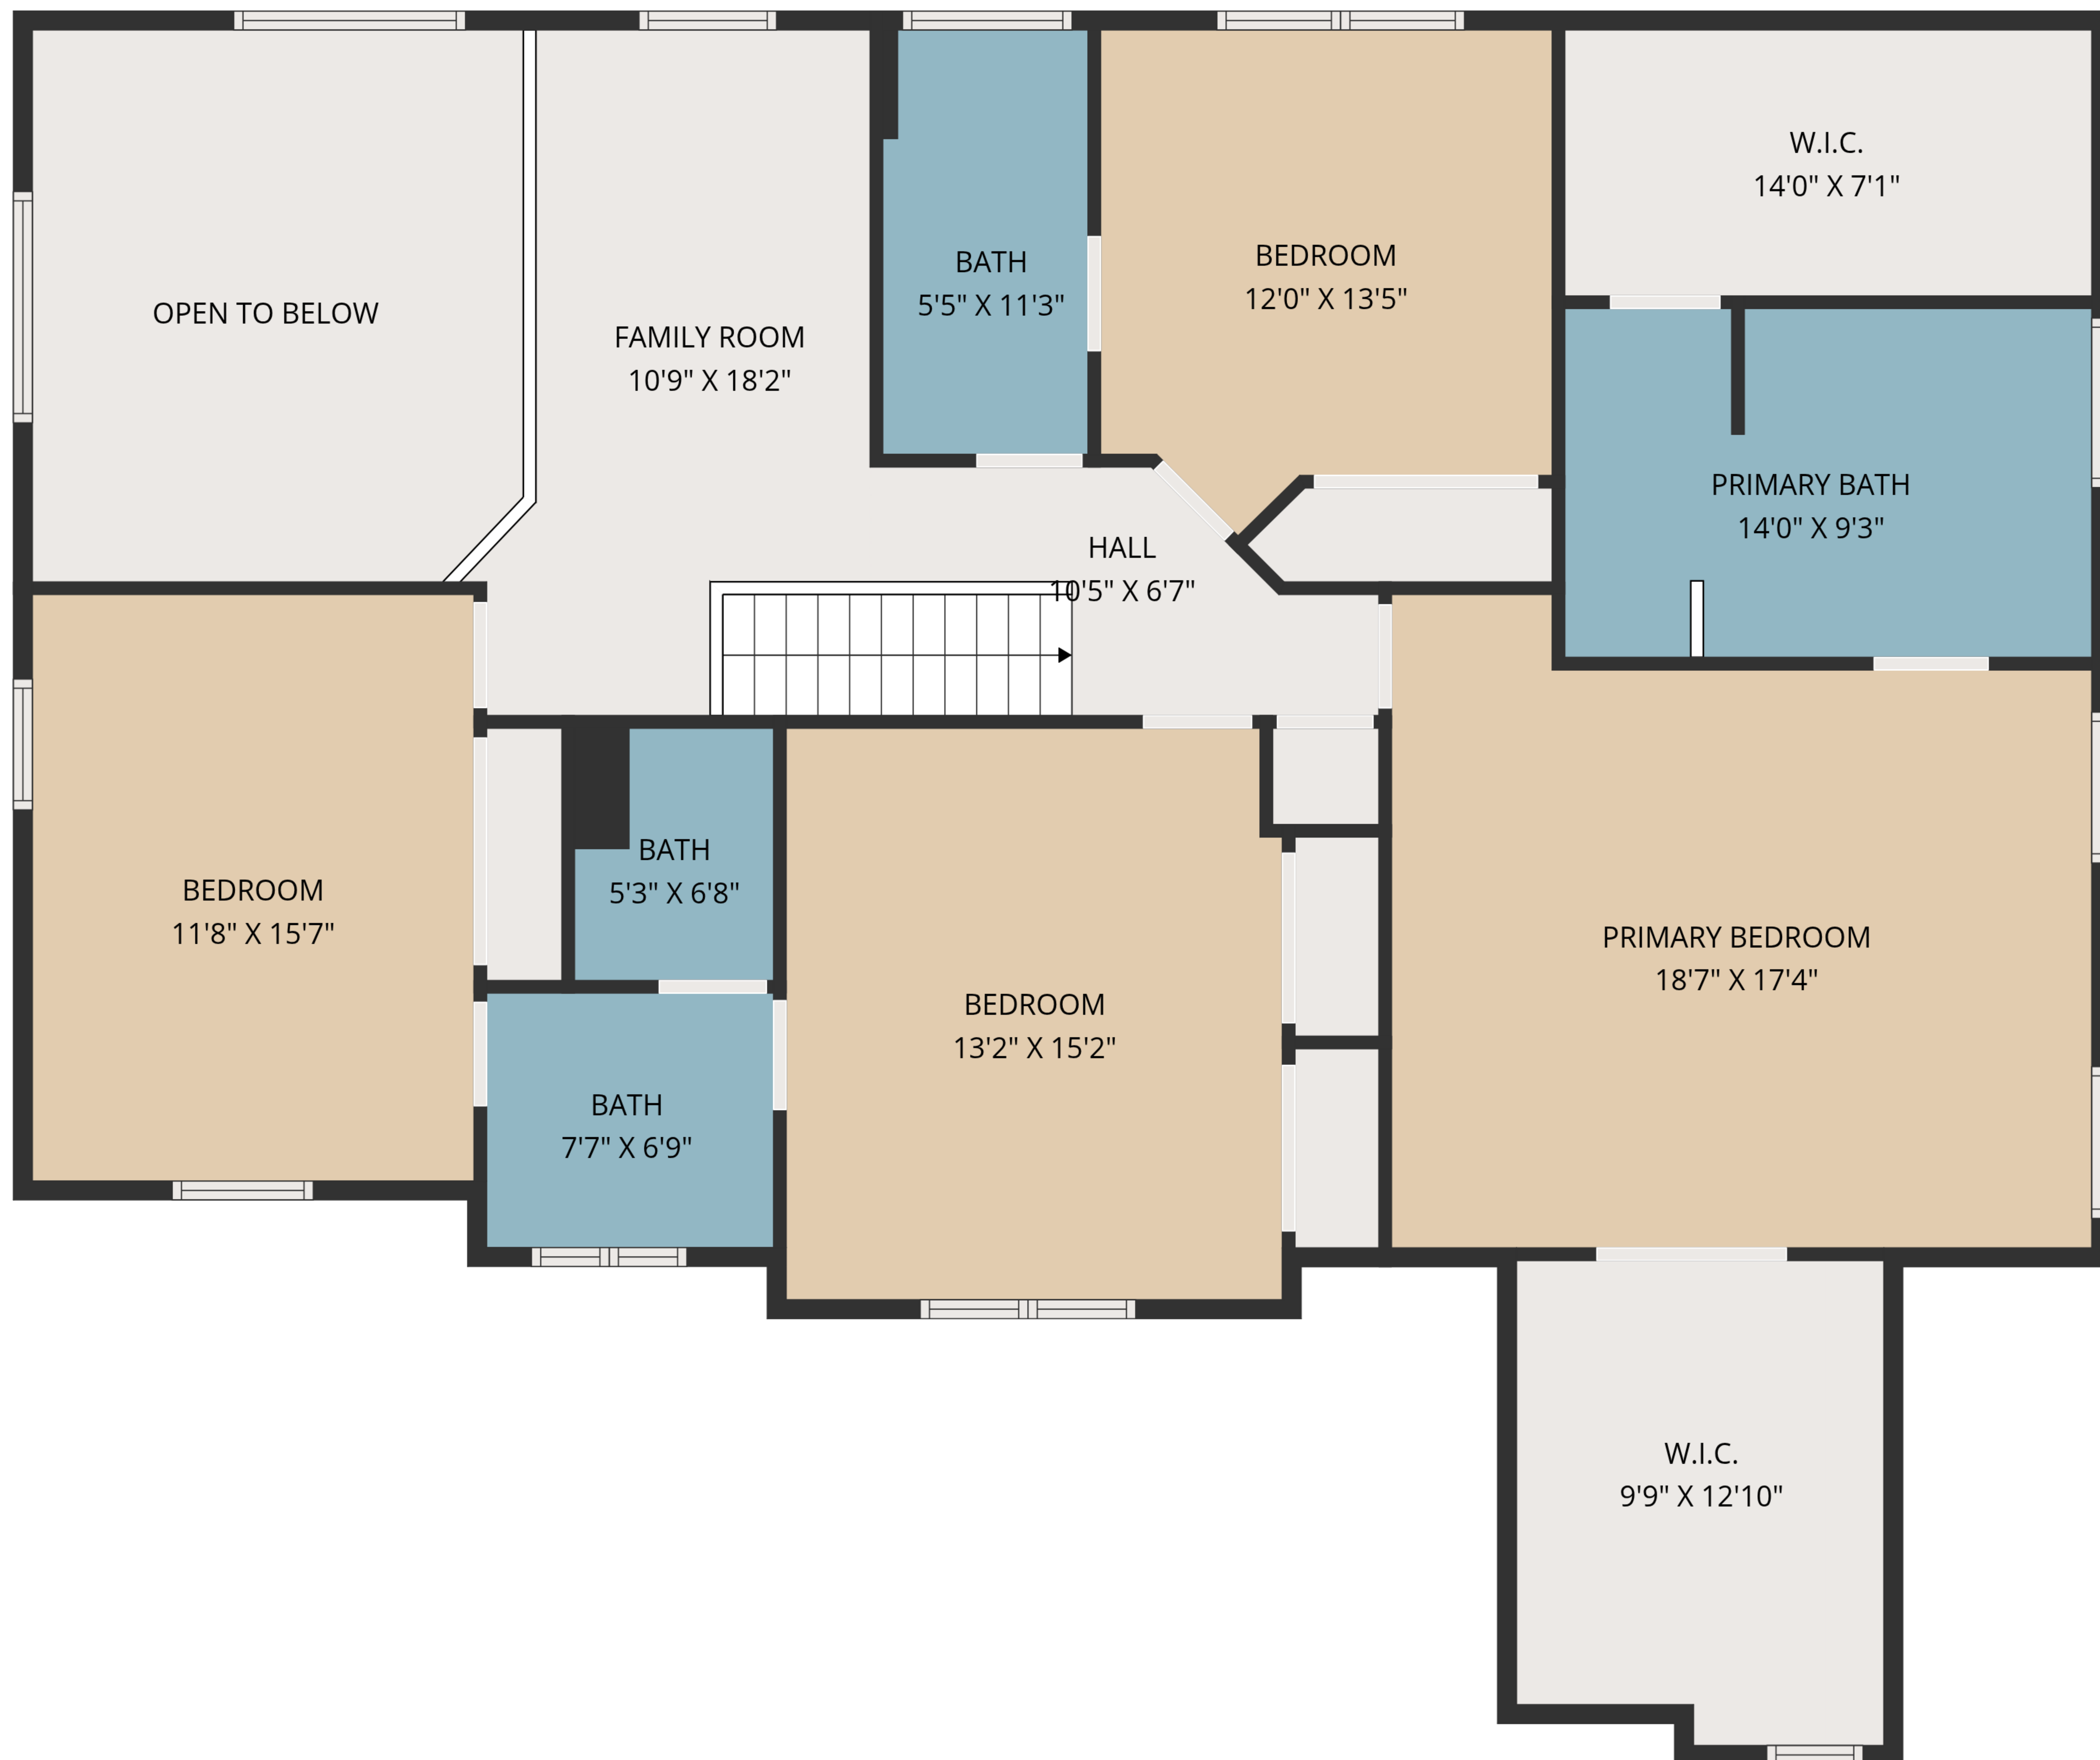 W.I.C.
14'0" X 7'1"
BEDROOM
12'0" X 13'5"
BATH
5'5" X 11'3"
OPEN TO BELOW
FAMILY ROOM
10'9" X 18'2"
PRIMARY BATH
14'0" X 9'3"
HALL
10'5" X 6'7"
BATH
5'3" X 6'8"
BEDROOM
11'8" X 15'7"
PRIMARY BEDROOM
18'7" X 17'4"
BEDROOM
13'2" X 15'2"
BATH
7'7" X 6'9"
W.I.C.
9'9" X 12'10"